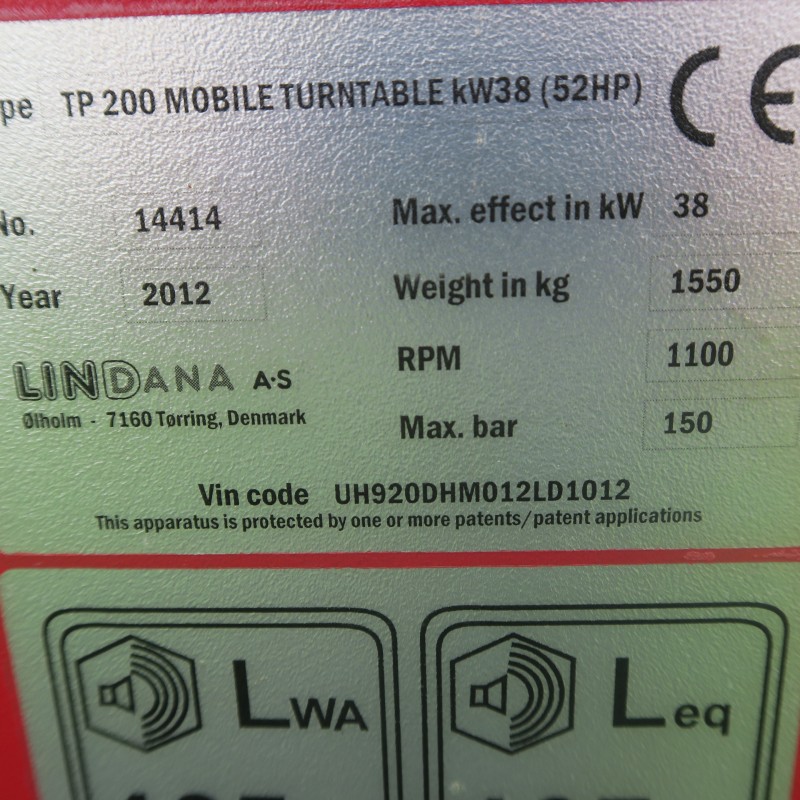 pe TP 200 MOBILE TURNTABLE kW38 (52HP) CE
No. 14414 Max. effect in kW 38
Year 2012 Weight in kg 1550
LINDANA A·S RPM 1100
Ølholm - 7160 Tørring, Denmark
Max. bar 150
Vin code UH920DHM012LD1012
This apparatus is protected by one or more patents/patent applications
LWA Leq